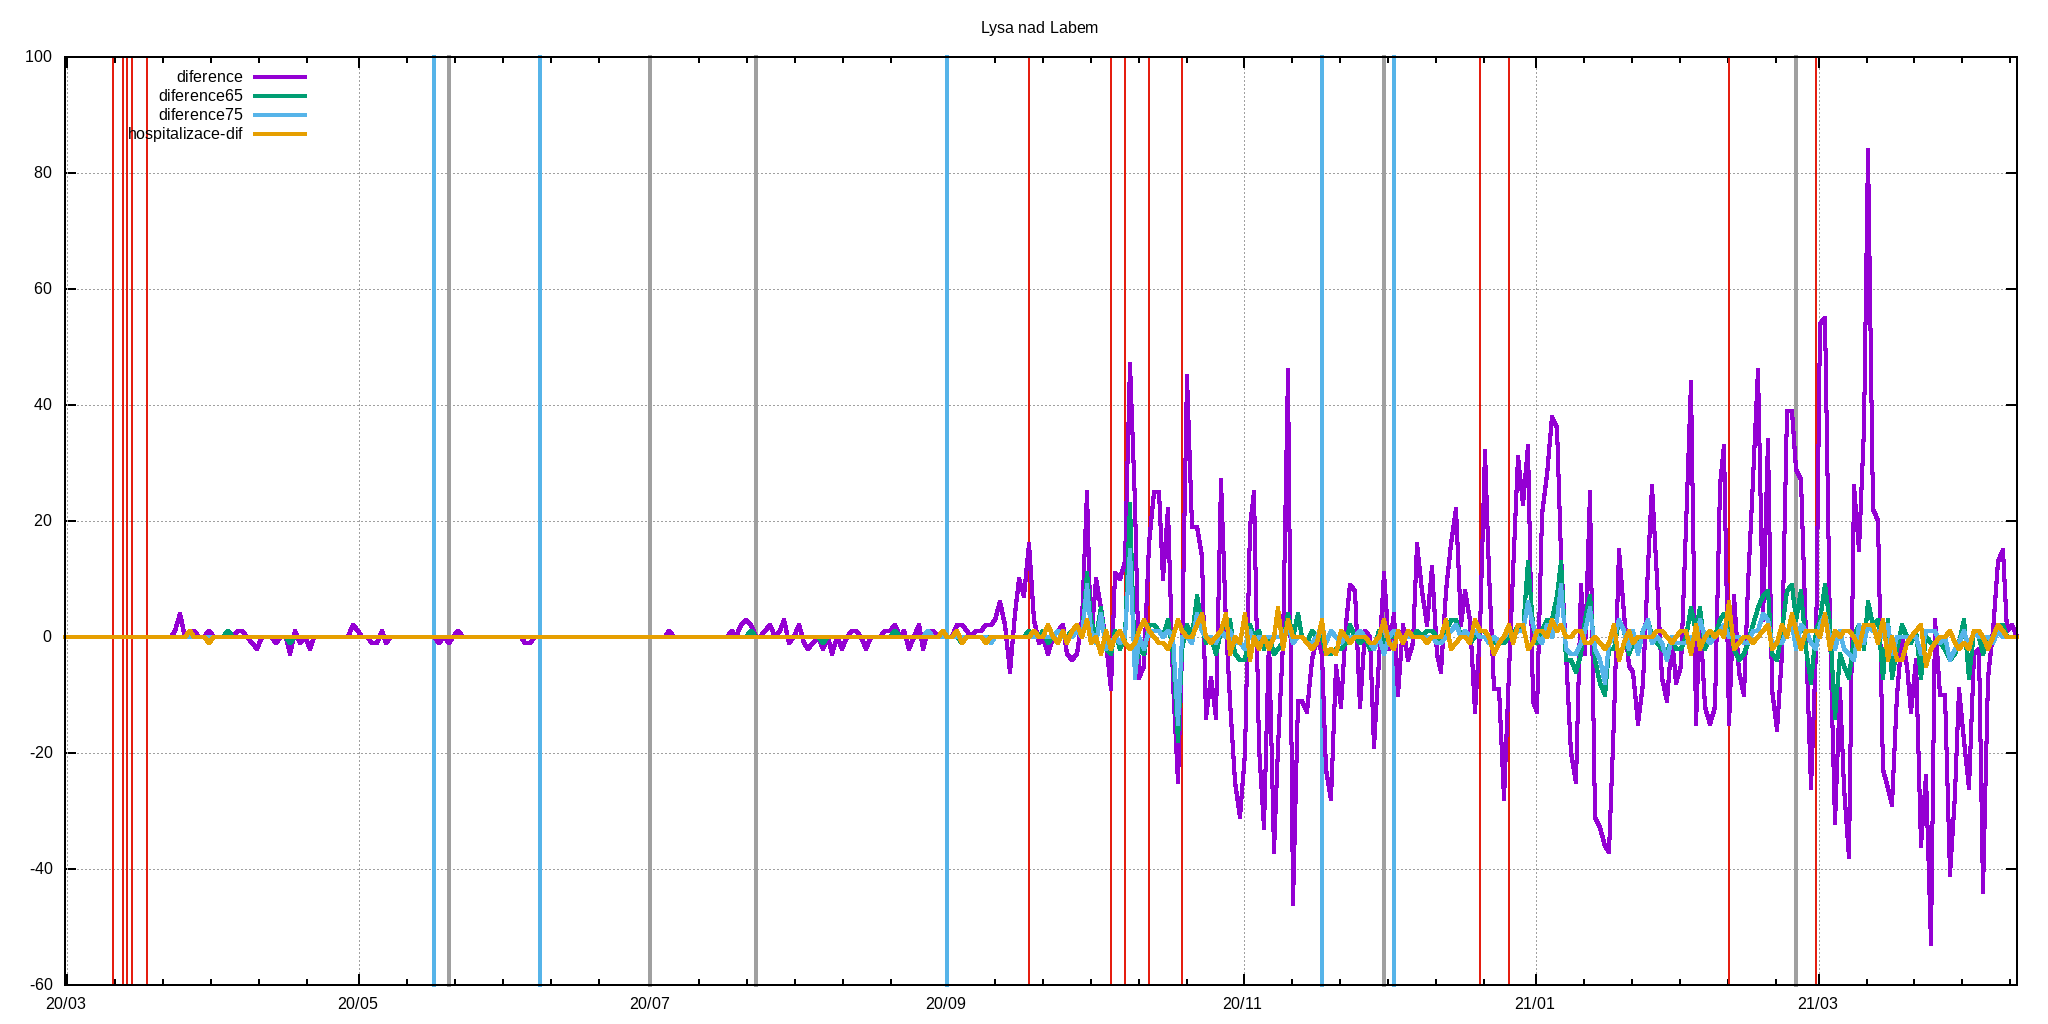 Lysa nad Labem
100
80
60
40
20
0
-20
-40
-60
diference
diference65
diference75
hospitalizace-dif
20/03 20/05 20/07 20/09 20/11 21/01 21/03